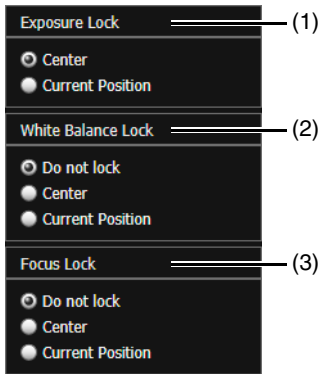 Exposure Lock (1)
Center
Current Position
White Balance Lock (2)
Do not lock
Center
Current Position
Focus Lock (3)
Do not lock
Center
Current Position